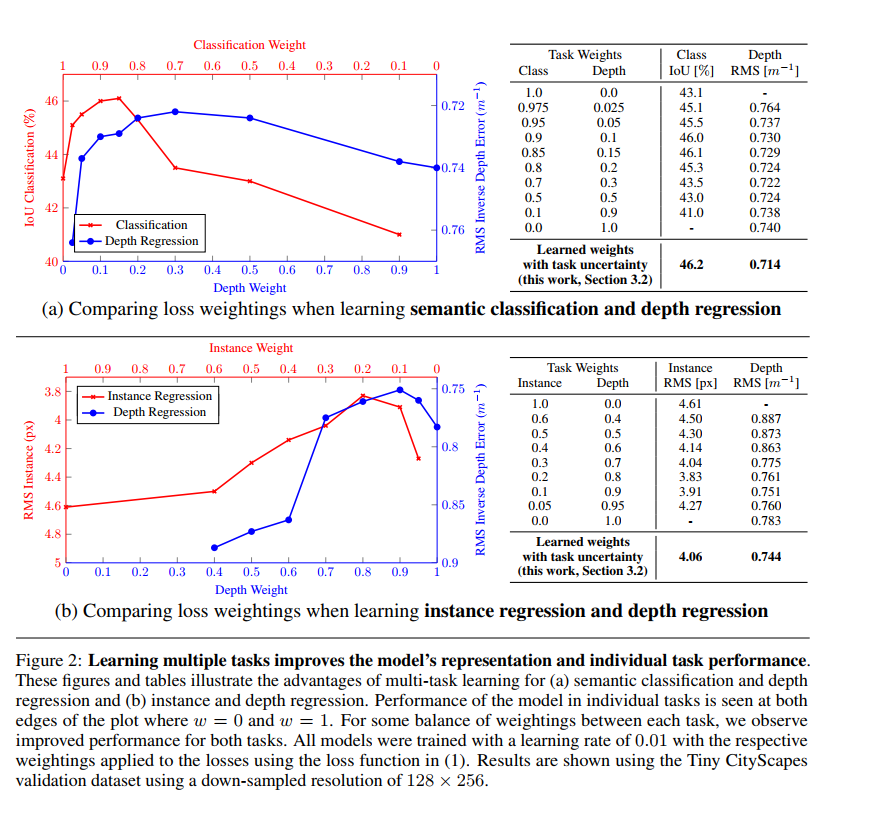 Classification Weight
1 0.9 0.8 0.7 0.6 0.5 0.4 0.3 0.2 0.1 0
46
44
42
40
IoU Classification (%)
0.72
0.74
0.76
RMS Inverse Depth Error (m⁻¹)
Classification
Depth Regression
0 0.1 0.2 0.3 0.4 0.5 0.6 0.7 0.8 0.9 1
Depth Weight
Task Weights Class Depth
Class Depth IoU [%] RMS [m⁻¹]
1.0 0.0 43.1 -
0.975 0.025 45.1 0.764
0.95 0.05 45.5 0.737
0.9 0.1 46.0 0.730
0.85 0.15 46.1 0.729
0.8 0.2 45.3 0.724
0.7 0.3 43.5 0.722
0.5 0.5 43.0 0.724
0.1 0.9 41.0 0.738
0.0 1.0 - 0.740
Learned weights
with task uncertainty 46.2 0.714
(this work, Section 3.2)
(a) Comparing loss weightings when learning semantic classification and depth regression
Instance Weight
1 0.9 0.8 0.7 0.6 0.5 0.4 0.3 0.2 0.1 0
3.8
4
4.2
4.4
4.6
4.8
5
RMS Instance (px)
0.75
0.8
0.85
0.9
RMS Inverse Depth Error (m⁻¹)
Instance Regression
Depth Regression
0 0.1 0.2 0.3 0.4 0.5 0.6 0.7 0.8 0.9 1
Depth Weight
Task Weights Instance Depth
Instance Depth RMS [px] RMS [m⁻¹]
1.0 0.0 4.61 -
0.6 0.4 4.50 0.887
0.5 0.5 4.30 0.873
0.4 0.6 4.14 0.863
0.3 0.7 4.04 0.775
0.2 0.8 3.83 0.761
0.1 0.9 3.91 0.751
0.05 0.95 4.27 0.760
0.0 1.0 - 0.783
Learned weights
with task uncertainty 4.06 0.744
(this work, Section 3.2)
(b) Comparing loss weightings when learning instance regression and depth regression
Figure 2: Learning multiple tasks improves the model's representation and individual task performance.
These figures and tables illustrate the advantages of multi-task learning for (a) semantic classification and depth
regression and (b) instance and depth regression. Performance of the model in individual tasks is seen at both
edges of the plot where w = 0 and w = 1. For some balance of weightings between each task, we observe
improved performance for both tasks. All models were trained with a learning rate of 0.01 with the respective
weightings applied to the losses using the loss function in (1). Results are shown using the Tiny CityScapes
validation dataset using a down-sampled resolution of 128 × 256.